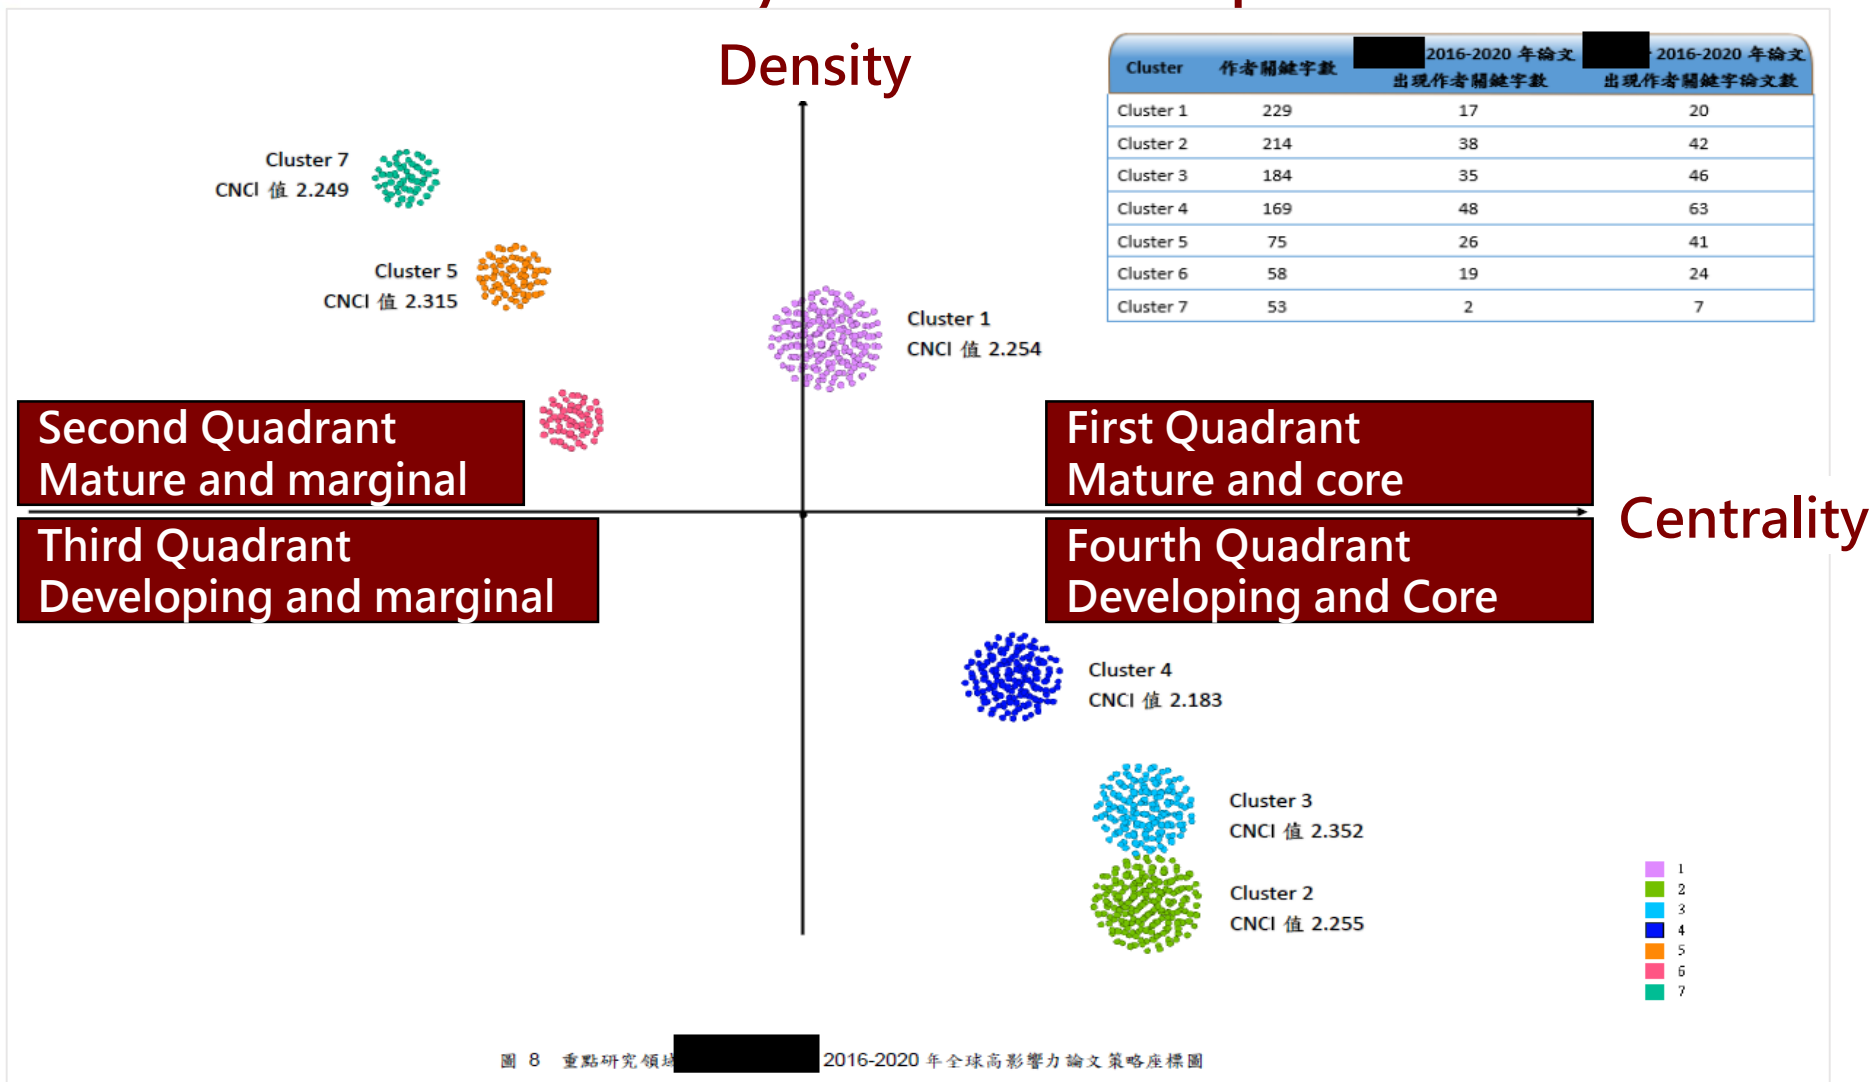 Density
Cluster 作者關鍵字數 2016-2020 年論文 2016-2020 年論文
出現作者關鍵字數 出現作者關鍵字論文數
Cluster 1 229 17 20
Cluster 2 214 38 42
Cluster 3 184 35 46
Cluster 4 169 48 63
Cluster 5 75 26 41
Cluster 6 58 19 24
Cluster 7 53 2 7
Cluster 7
CNCI 值 2.249
Cluster 5
CNCI 值 2.315
Cluster 1
CNCI 值 2.254
Second Quadrant
Mature and marginal
First Quadrant
Mature and core
Centrality
Third Quadrant
Developing and marginal
Fourth Quadrant
Developing and Core
Cluster 4
CNCI 值 2.183
Cluster 3
CNCI 值 2.352
Cluster 2
CNCI 值 2.255
1
2
3
4
5
6
7
圖 8 重點研究領域 2016-2020 年全球高影響力論文策略座標圖